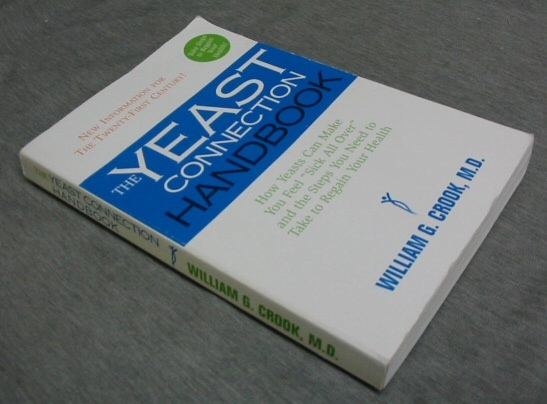 NEW INFORMATION FOR
THE TWENTY-FIRST CENTURY!
THE YEAST
CONNECTION
HANDBOOK
How Yeasts Can Make
You Feel "Sick All Over"
and the Steps You Need to
Take to Regain Your Health
WILLIAM G. CROOK, M.D.
THE YEAST CONNECTION
HANDBOOK
WILLIAM G. CROOK, M.D.